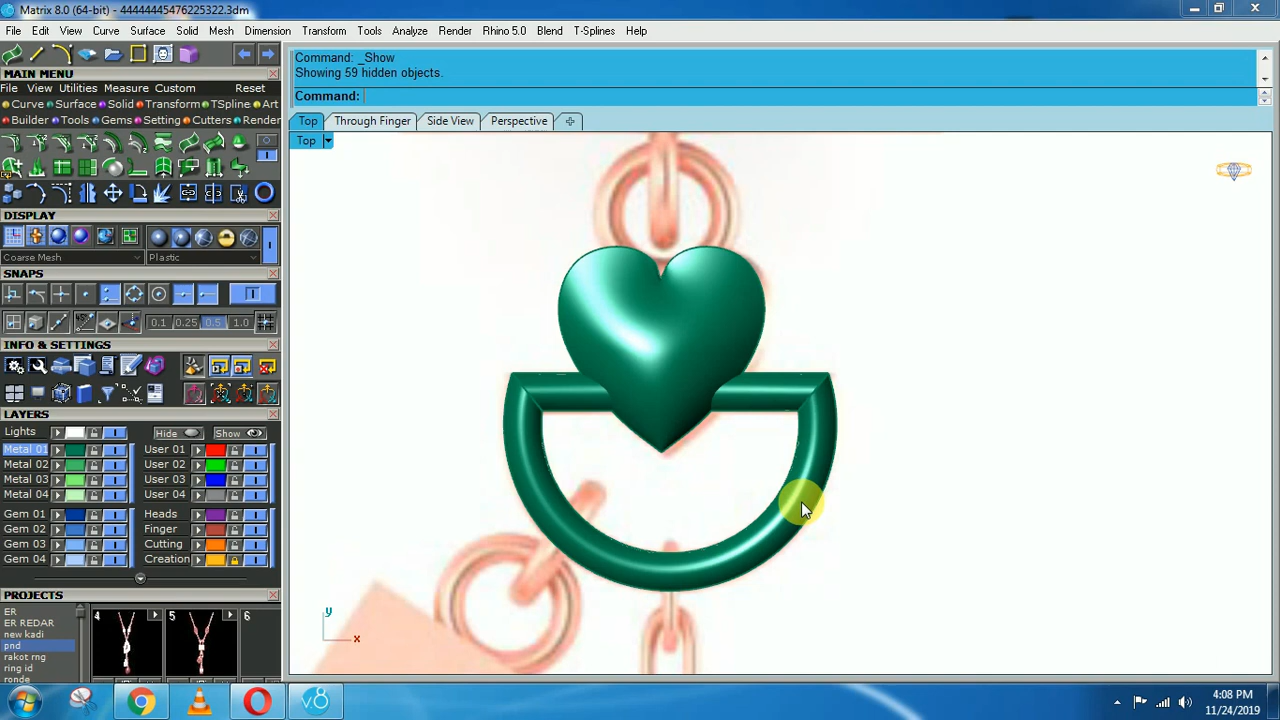 Matrix 8.0 (64-bit) - 44444445476225322.3dm
File Edit View Curve Surface Solid Mesh Dimension Transform Tools Analyze Render Rhino 5.0 Blend T-Splines Help
Command: _Show
Showing 59 hidden objects.
Command:
MAIN MENU
File View Utilities Measure Custom Reset
Curve Surface Solid Transform TSpline Art
Builder Tools Gems Setting Cutters Render
Top Through Finger Side View Perspective
Top
DISPLAY
Coarse Mesh Plastic
SNAPS
0.1 0.25 0.5 1.0
INFO & SETTINGS
LAYERS
Lights Hide Show
Metal 01 User 01
Metal 02 User 02
Metal 03 User 03
Metal 04 User 04
Gem 01 Heads
Gem 02 Finger
Gem 03 Cutting
Gem 04 Creation
PROJECTS
ER
ER REDAR
new kadi
pnd
rakot rng
ring id
ronde
4 5 6
y
x
v8
4:08 PM
11/24/2019